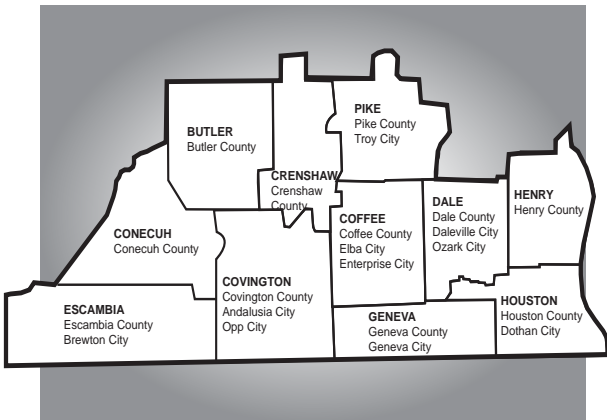 PIKE
Pike County
Troy City
BUTLER
Butler County
CRENSHAW
Crenshaw
County
HENRY
Henry County
DALE
Dale County
Daleville City
Ozark City
COFFEE
Coffee County
Elba City
Enterprise City
CONECUH
Conecuh County
COVINGTON
Covington County
Andalusia City
Opp City
ESCAMBIA
Escambia County
Brewton City
GENEVA
Geneva County
Geneva City
HOUSTON
Houston County
Dothan City